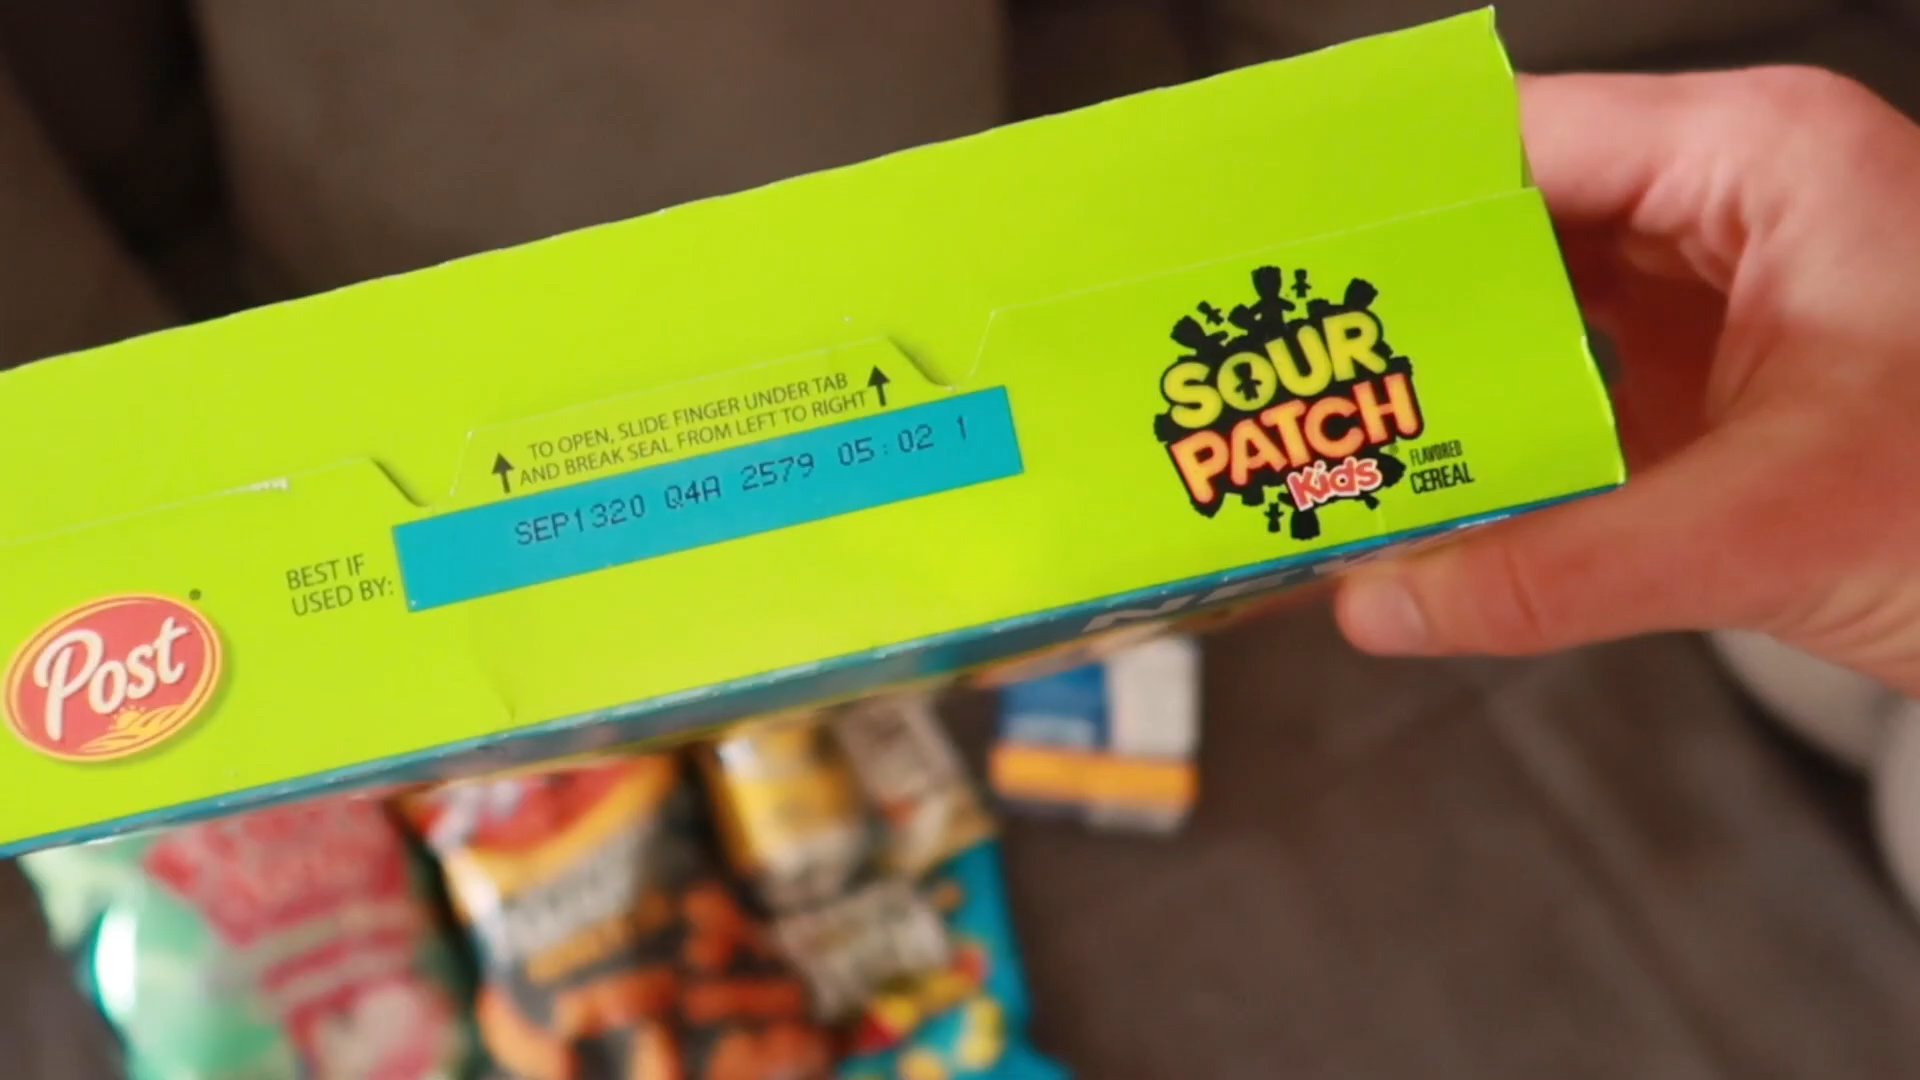 TO OPEN, SLIDE FINGER UNDER TAB
AND BREAK SEAL FROM LEFT TO RIGHT
BEST IF
USED BY:
SEP1320 Q4A 2579 05:02 1
Post
SOUR
PATCH
Kids
FLAVORED
CEREAL